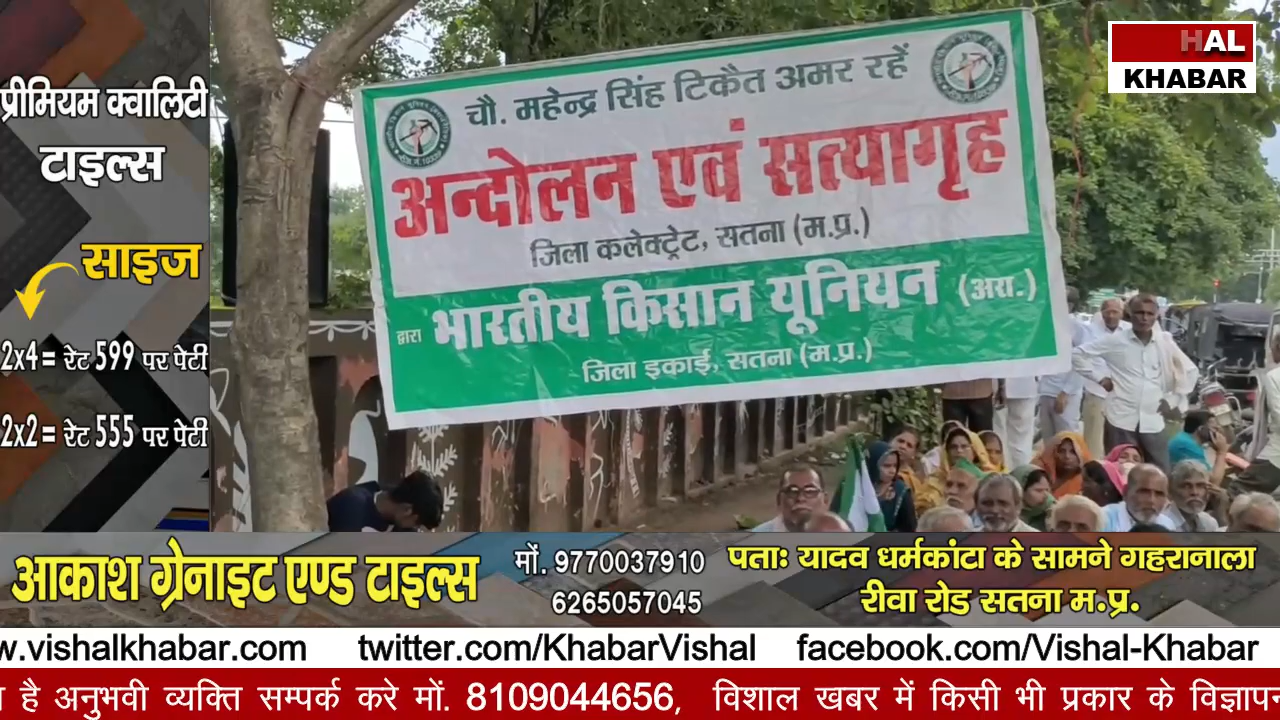 प्रीमियम क्वालिटी
टाइल्स
साइज
2x4 = रेट 599 पर पेटी
2x2 = रेट 555 पर पेटी
HAL
KHABAR
चौ. महेन्द्र सिंह टिकैत अमर रहें
अन्दोलन एवं सत्यागृह
जिला कलेक्ट्रेट, सतना (म.प्र.)
द्वारा भारतीय किसान यूनियन (अरा.)
जिला इकाई, सतना (म.प्र.)
आकाश ग्रेनाइट एण्ड टाइल्स
मों. 9770037910
6265057045
पताः यादव धर्मकांटा के सामने गहरानाला
रीवा रोड सतना म.प्र.
w.vishalkhabar.com twitter.com/KhabarVishal facebook.com/Vishal-Khabar
है अनुभवी व्यक्ति सम्पर्क करे मों. 8109044656, विशाल खबर में किसी भी प्रकार के विज्ञापन